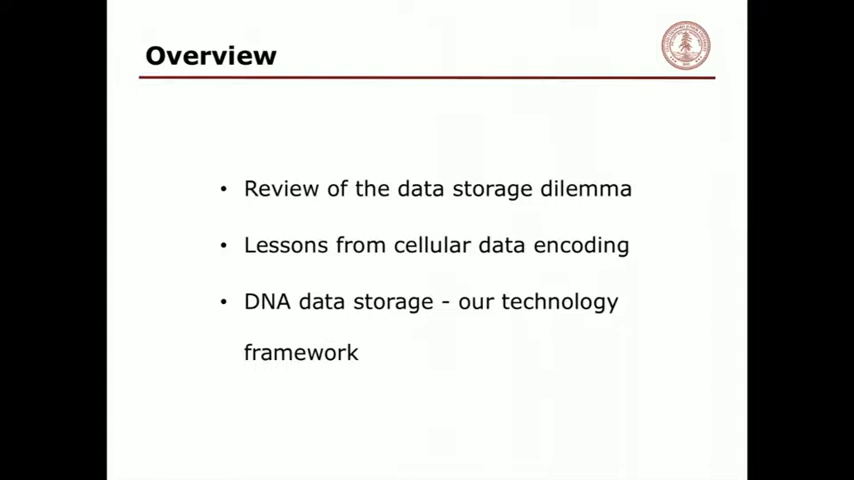 Overview
• Review of the data storage dilemma
• Lessons from cellular data encoding
• DNA data storage - our technology
framework